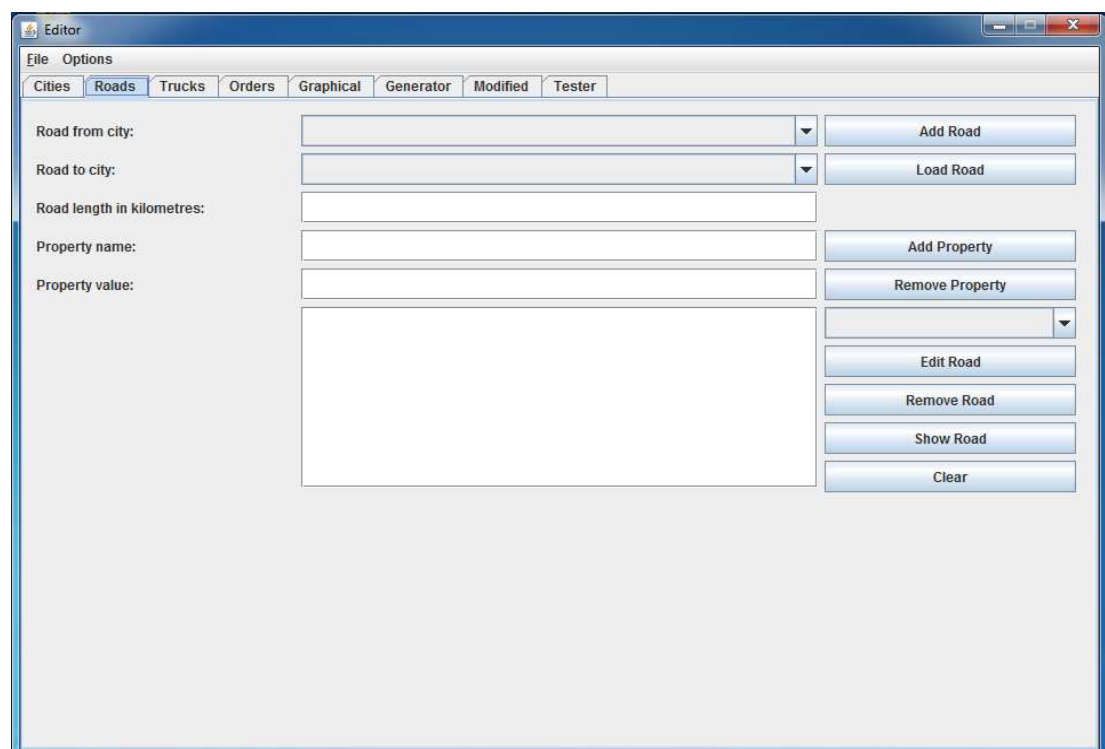 Editor
File Options
Cities Roads Trucks Orders Graphical Generator Modified Tester
Road from city: Add Road
Road to city: Load Road
Road length in kilometres:
Property name: Add Property
Property value: Remove Property
Edit Road
Remove Road
Show Road
Clear